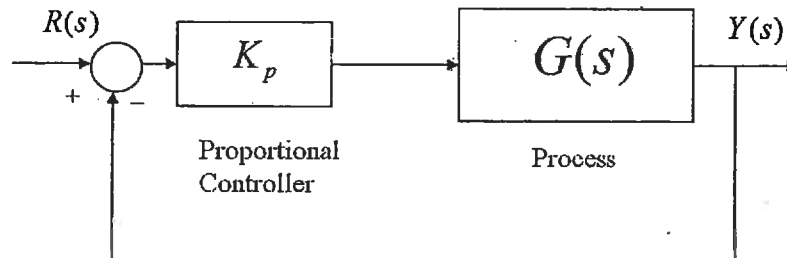 R(s)
K_p
G(s)
Y(s)
+
−
Proportional
Controller
Process